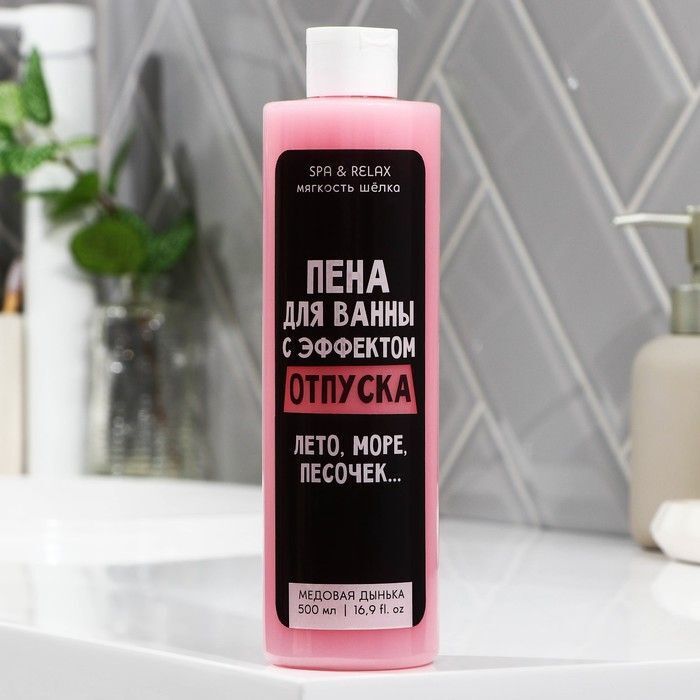 SPA & RELAX
мягкость шёлка
ПЕНА
ДЛЯ ВАННЫ
С ЭФФЕКТОМ
ОТПУСКА
ЛЕТО, МОРЕ,
ПЕСОЧЕК...
МЕДОВАЯ ДЫНЬКА
500 мл | 16,9 fl. oz